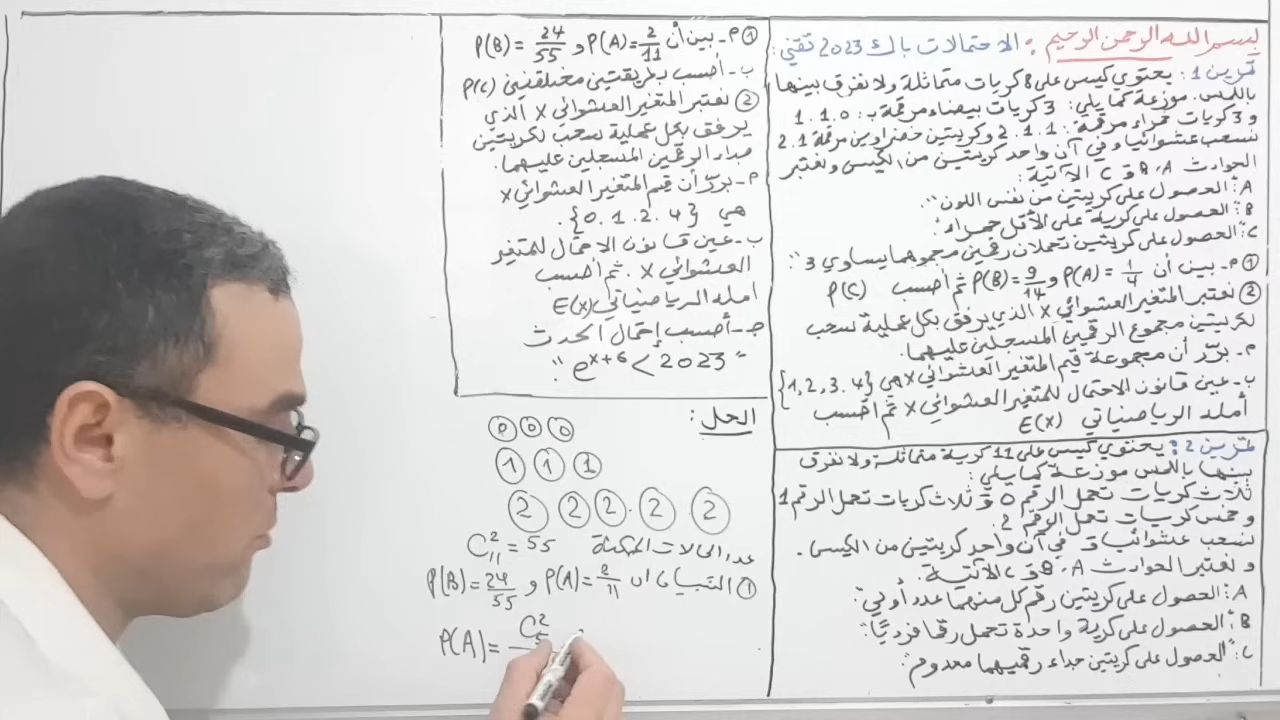 بسم الله الرحمن الرحيم : الاحتمالات باك 2023 تقني :
تمرين 1 : يحتوي كيس على 8 كريات متماثلة ولا نفرق بينها
باللمس. موزعة كما يلي : 3 كريات بيضاء مرقمة بـ : 1.1.0
و 3 كريات حمراء مرقمة : 2.1.1 وكريتين خضراوين مرقمة 2.1
نسحب عشوائيا وفي آن واحد كريتين من الكيس ونعتبر
الحوادث A ، B و C الآتية :
A : الحصول على كريتين من نفس اللون".
B : "الحصول على كرية على الأقل حمراء".
C : "الحصول على كريتين تحملان رقمين مجموعهما يساوي 3".
① P - بين أن P(A) = 1/4 و P(B) = 9/14 ثم أحسب P(C)
② نعتبر المتغير العشوائي X الذي يرفق بكل عملية سحب
لكريتين مجموع الرقمين المسجلين عليهما.
P - برّر أن مجموعة قيم المتغير العشوائي X هي {1, 2, 3. 4}
ب - عين قانون الاحتمال للمتغير العشوائي X ثم احسب
أمله الرياضياتي E(X)
تمرين 2 : يحتوي كيس على 11 كرية متماثلة ولا نفرق
بينها باللمس موزعة كما يلي :
ثلاث كريات تحمل الرقم 0 و ثلاث كريات تحمل الرقم 1
و خمس كريات تحمل الرقم 2.
نسحب عشوائيا و في آن واحد كريتين من الكيس.
و نعتبر الحوادث A ، B و C الآتية :
A : الحصول على كريتين رقم كل منهما عدد أولي".
B : "الحصول على كرية واحدة تحمل رقما فرديًا".
C : "الحصول على كريتين جداء رقميهما معدوم".
① P - بين أن P(A) = 2/11 و P(B) = 24/55
ب - أحسب بطريقتين مختلفتين P(C)
② نعتبر المتغير العشوائي X الذي
يرفق بكل عملية سحب لكريتين
جداء الرقمين المسجلين عليهما.
P - برّر أن قيم المتغير العشوائي X
هي {0. 1. 2. 4}.
ب - عين قانون الاحتمال للمتغير
العشوائي X . ثم أحسب
امله الرياضياتي E(X)
جـ - أحسب إحتمال الحدث
"e^{x+6} < 2023".
الحل :
0 0 0
1 1 1
2 2 2 2 2
عدد الحالات الممكنة C²₁₁ = 55
① التبيان ان P(A) = 2/11 و P(B) = 24/55
P(A) = C²₅